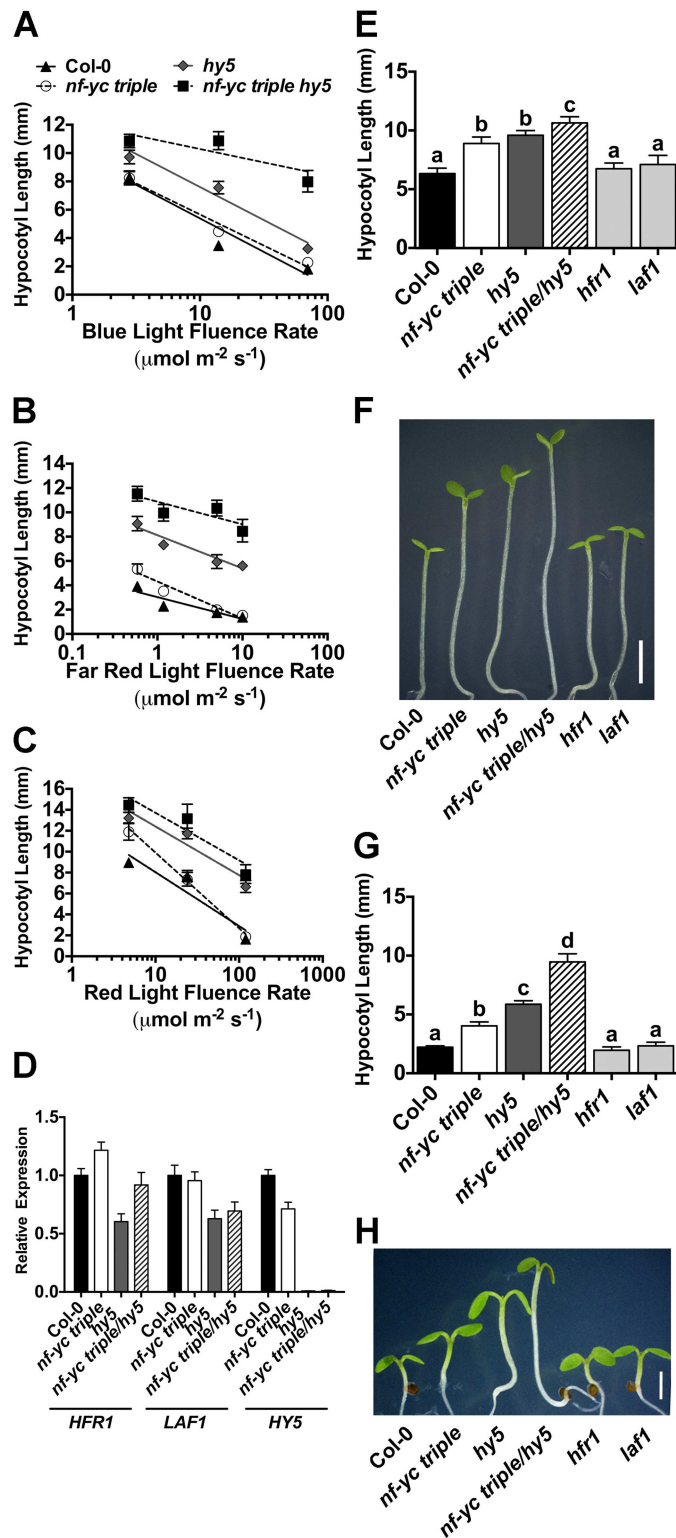 A
Col-0
hy5
nf-yc triple
nf-yc triple hy5
Hypocotyl Length (mm)
12
10
8
6
4
2
0
1
10
100
Blue Light Fluence Rate
(μmol m-2 s-1)
B
Hypocotyl Length (mm)
14
12
10
8
6
4
2
0
0.1
1
10
100
Far Red Light Fluence Rate
(μmol m-2 s-1)
C
Hypocotyl Length (mm)
16
14
12
10
8
6
4
2
0
1
10
100
1000
Red Light Fluence Rate
(μmol m-2 s-1)
D
Relative Expression
1.5
1.0
0.5
0.0
Col-0
nf-yc triple
hy5
nf-yc triple/hy5
Col-0
nf-yc triple
hy5
nf-yc triple/hy5
Col-0
nf-yc triple
hy5
nf-yc triple/hy5
HFR1
LAF1
HY5
E
Hypocotyl Length (mm)
15
10
5
0
a
b
b
c
a
a
Col-0
nf-yc triple
hy5
nf-yc triple/hy5
hfr1
laf1
F
Col-0
nf-yc triple
hy5
nf-yc triple/hy5
hfr1
laf1
G
Hypocotyl Length (mm)
15
10
5
0
a
b
c
d
a
a
Col-0
nf-yc triple
hy5
nf-yc triple/hy5
hfr1
laf1
H
Col-0
nf-yc triple
hy5
nf-yc triple/hy5
hfr1
laf1